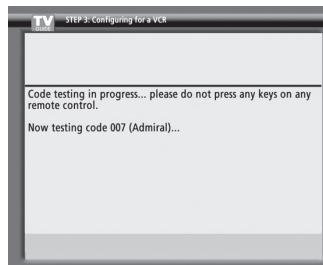 TV
GUIDE
STEP 3: Configuring for a VCR
Code testing in progress... please do not press any keys on any
remote control.
Now testing code 007 (Admiral)...